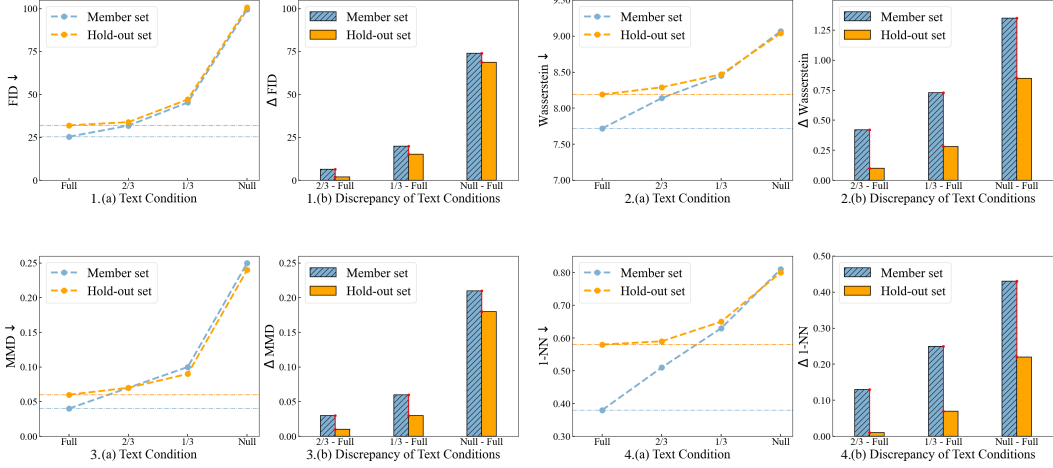 FID ↓
100
75
50
25
0
Member set
Hold-out set
Full
2/3
1/3
Null
1.(a) Text Condition
Δ FID
100
75
50
25
0
Member set
Hold-out set
2/3 - Full
1/3 - Full
Null - Full
1.(b) Discrepancy of Text Conditions
Wasserstein ↓
9.50
9.00
8.50
8.00
7.50
7.00
Member set
Hold-out set
Full
2/3
1/3
Null
2.(a) Text Condition
Δ Wasserstein
1.25
1.00
0.75
0.50
0.25
0.00
Member set
Hold-out set
2/3 - Full
1/3 - Full
Null - Full
2.(b) Discrepancy of Text Conditions
MMD ↓
0.25
0.20
0.15
0.10
0.05
0.00
Member set
Hold-out set
Full
2/3
1/3
Null
3.(a) Text Condition
Δ MMD
0.25
0.20
0.15
0.10
0.05
0.00
Member set
Hold-out set
2/3 - Full
1/3 - Full
Null - Full
3.(b) Discrepancy of Text Conditions
1-NN ↓
0.80
0.70
0.60
0.50
0.40
0.30
Member set
Hold-out set
Full
2/3
1/3
Null
4.(a) Text Condition
Δ 1-NN
0.50
0.40
0.30
0.20
0.10
0.00
Member set
Hold-out set
2/3 - Full
1/3 - Full
Null - Full
4.(b) Discrepancy of Text Conditions